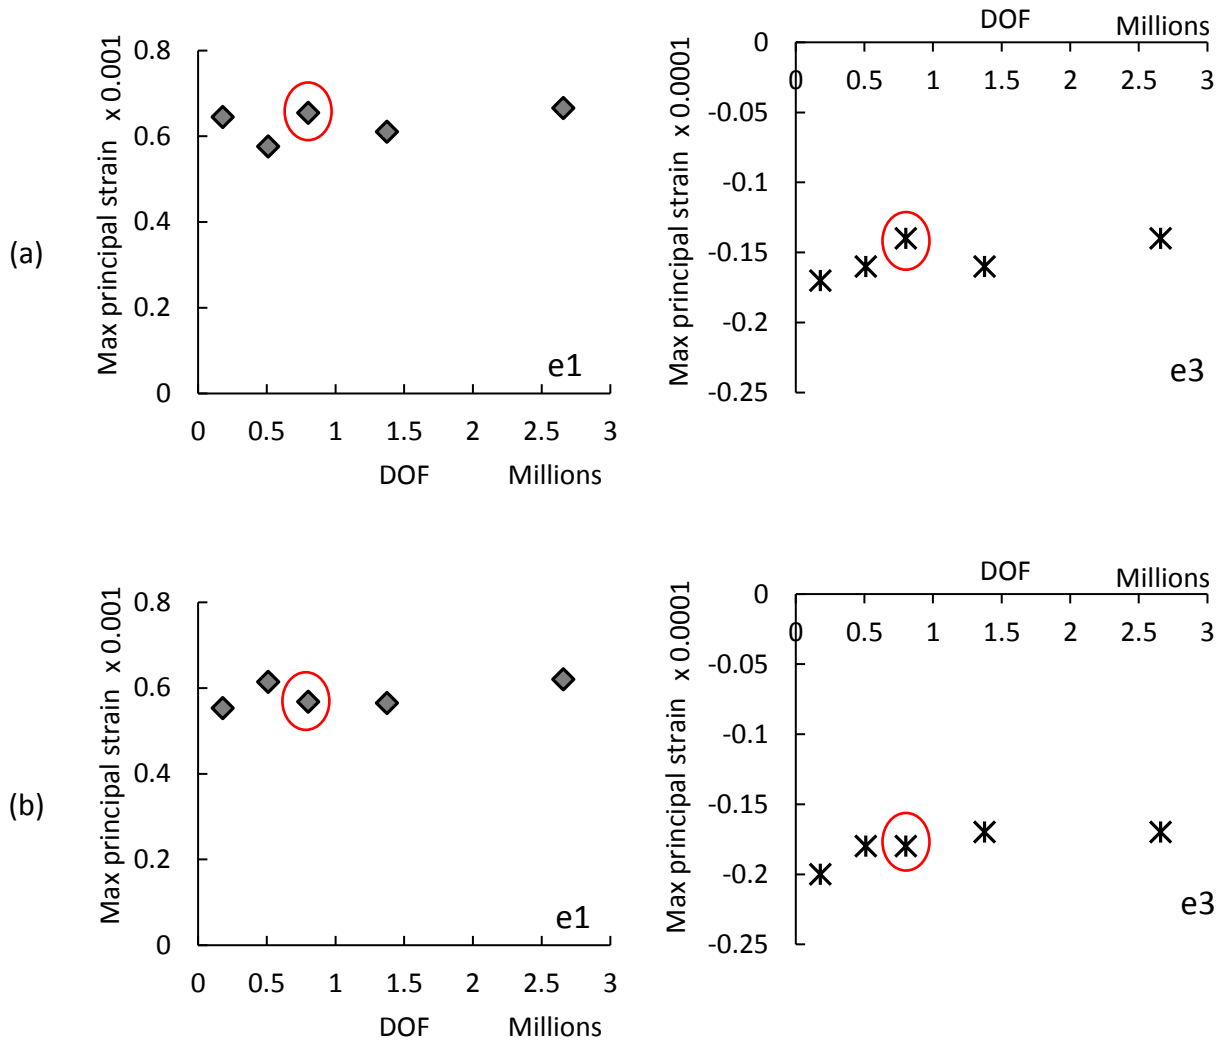 (a)
Max principal strain x 0.001
0.8
0.6
0.4
0.2
0
0 0.5 1 1.5 2 2.5 3
DOF Millions
e1
DOF Millions
Max principal strain x 0.0001
0
-0.05
-0.1
-0.15
-0.2
-0.25
0 0.5 1 1.5 2 2.5 3
e3
(b)
Max principal strain x 0.001
0.8
0.6
0.4
0.2
0
0 0.5 1 1.5 2 2.5 3
DOF Millions
e1
DOF Millions
Max principal strain x 0.0001
0
-0.05
-0.1
-0.15
-0.2
-0.25
0 0.5 1 1.5 2 2.5 3
e3